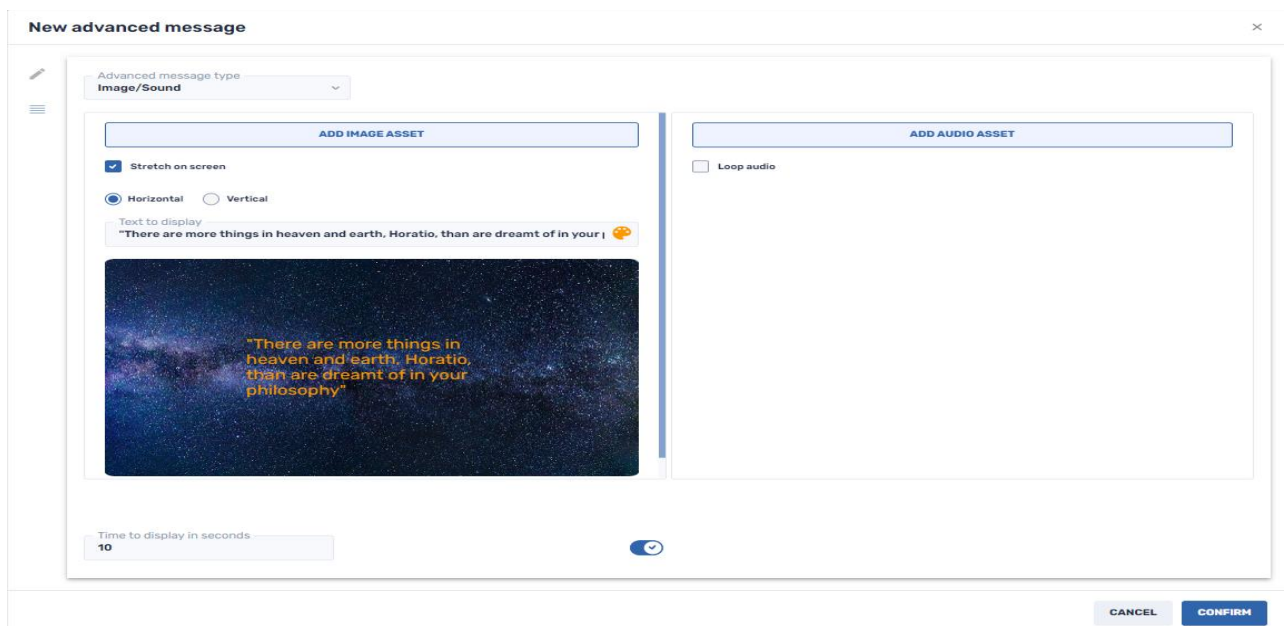 New advanced message
Advanced message type
Image/Sound
ADD IMAGE ASSET
Stretch on screen
Horizontal
Vertical
Text to display
"There are more things in heaven and earth, Horatio, than are dreamt of in your
"There are more things in
heaven and earth, Horatio,
than are dreamt of in your
philosophy"
ADD AUDIO ASSET
Loop audio
Time to display in seconds
10
CANCEL
CONFIRM